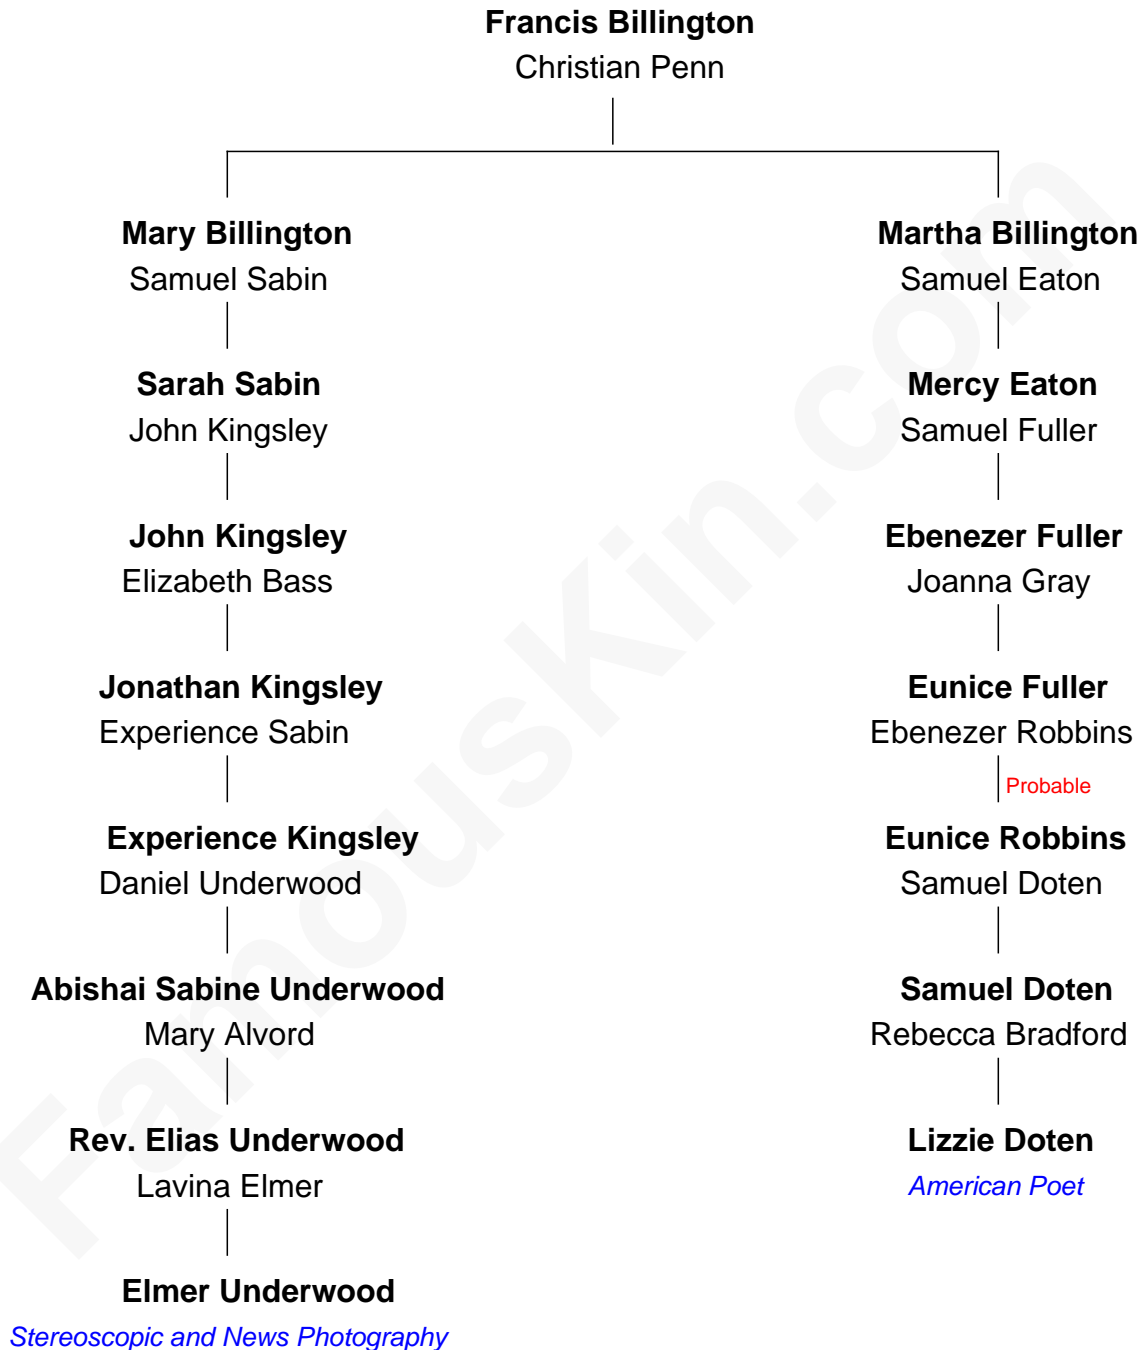 Francis Billington
Christian Penn
Mary Billington
Samuel Sabin
Sarah Sabin
John Kingsley
John Kingsley
Elizabeth Bass
Jonathan Kingsley
Experience Sabin
Experience Kingsley
Daniel Underwood
Abishai Sabine Underwood
Mary Alvord
Rev. Elias Underwood
Lavina Elmer
Elmer Underwood
Stereoscopic and News Photography
Martha Billington
Samuel Eaton
Mercy Eaton
Samuel Fuller
Ebenezer Fuller
Joanna Gray
Eunice Fuller
Ebenezer Robbins
Probable
Eunice Robbins
Samuel Doten
Samuel Doten
Rebecca Bradford
Lizzie Doten
American Poet
FamousKin.com